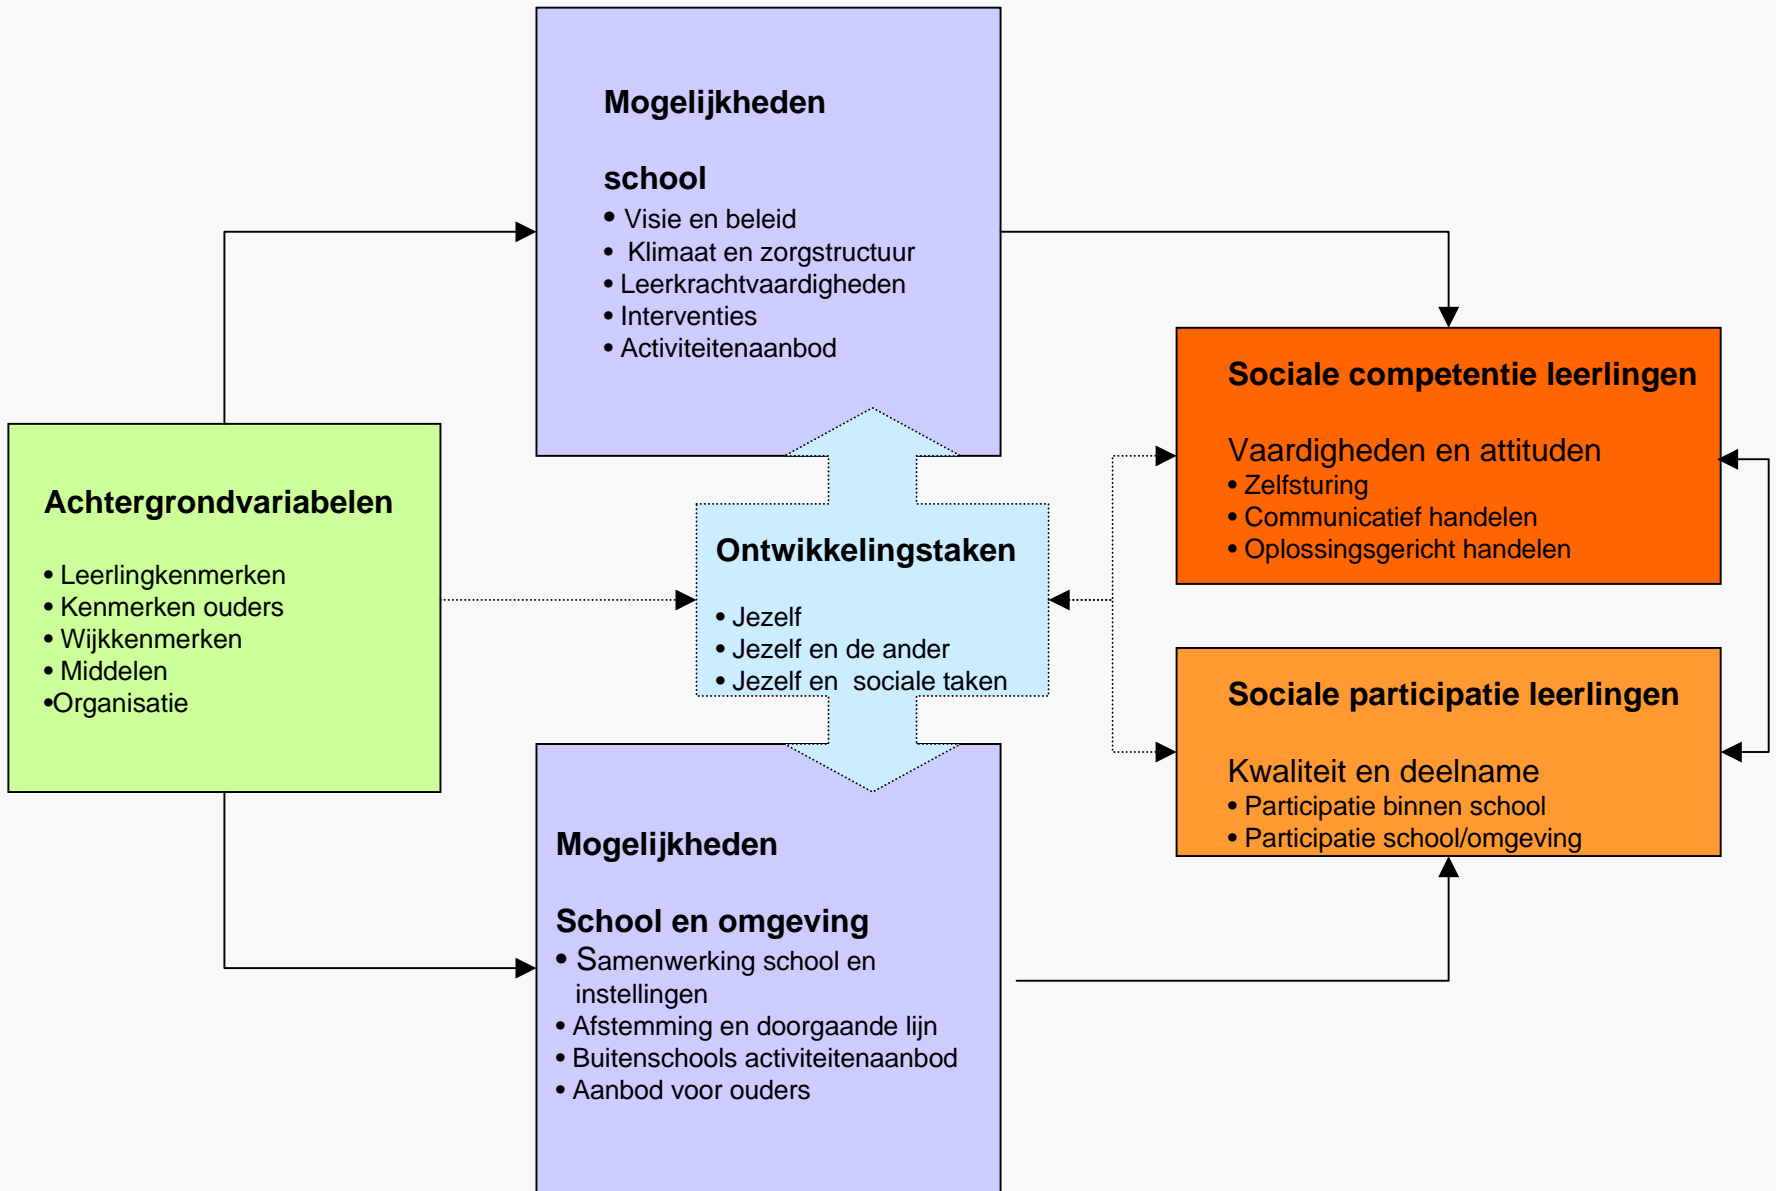 Mogelijkheden
school
• Visie en beleid
• Klimaat en zorgstructuur
• Leerkrachtvaardigheden
• Interventies
• Activiteitenaanbod
Achtergrondvariabelen
• Leerlingkenmerken
• Kenmerken ouders
• Wijkkenmerken
• Middelen
•Organisatie
Ontwikkelingstaken
• Jezelf
• Jezelf en de ander
• Jezelf en sociale taken
Mogelijkheden
School en omgeving
• Samenwerking school en
instellingen
• Afstemming en doorgaande lijn
• Buitenschools activiteitenaanbod
• Aanbod voor ouders
Sociale competentie leerlingen
Vaardigheden en attituden
• Zelfsturing
• Communicatief handelen
• Oplossingsgericht handelen
Sociale participatie leerlingen
Kwaliteit en deelname
• Participatie binnen school
• Participatie school/omgeving